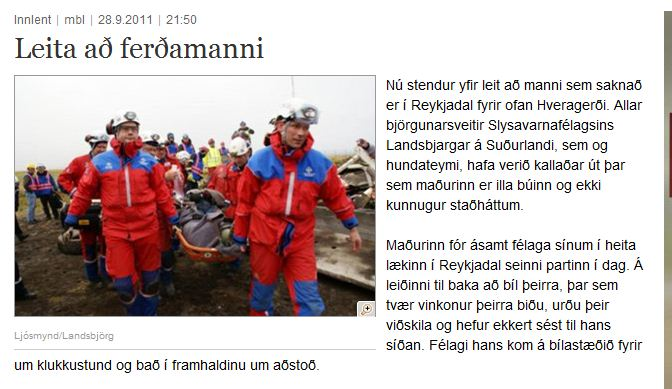 Innlent | mbl | 28.9.2011 | 21:50
Leita að ferðamanni
Nú stendur yfir leit að manni sem saknað
er í Reykjadal fyrir ofan Hveragerði. Allar
björgunarsveitir Slysavarnafélagsins
Landsbjargar á Suðurlandi, sem og
hundateymi, hafa verið kallaðar út þar
sem maðurinn er illa búinn og ekki
kunnugur staðháttum.
Maðurinn fór ásamt félaga sínum í heita
lækinn í Reykjadal seinni partinn í dag. Á
leiðinni til baka að bíl þeirra, þar sem
tvær vinkonur þeirra biðu, urðu þeir
viðskila og hefur ekkert sést til hans
síðan. Félagi hans kom á bílastæðið fyrir
um klukkustund og bað í framhaldinu um aðstoð.
Ljósmynd/Landsbjörg